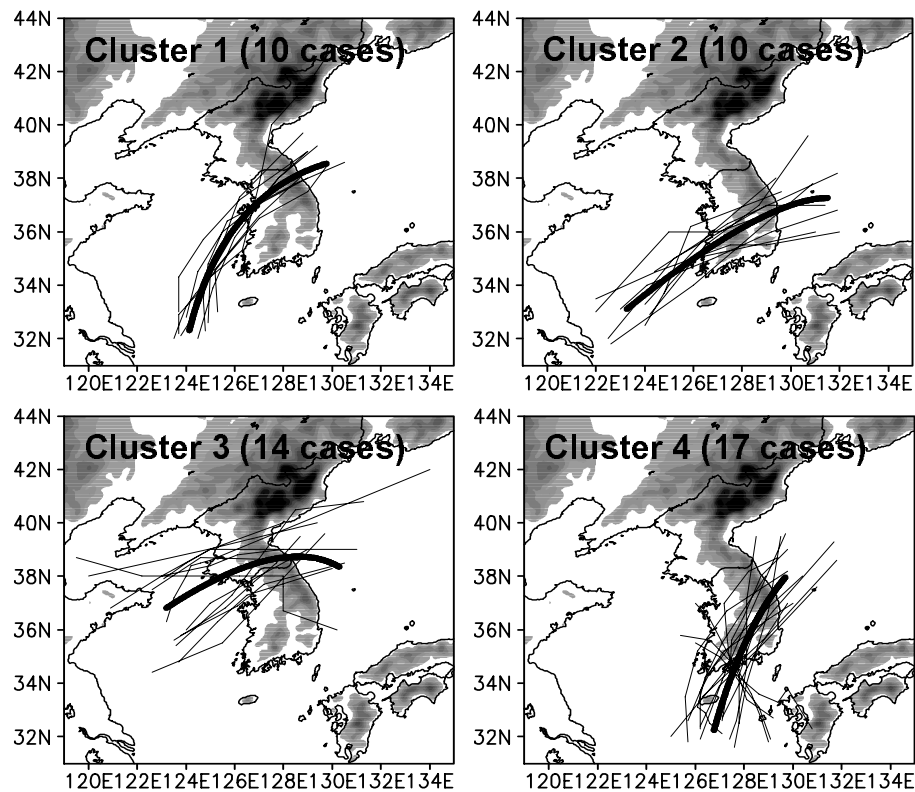 44N
Cluster 1 (10 cases)
42N
40N
38N
36N
34N
32N
120E122E124E126E128E130E132E134E
44N
Cluster 2 (10 cases)
42N
40N
38N
36N
34N
32N
120E122E124E126E128E130E132E134E
44N
Cluster 3 (14 cases)
42N
40N
38N
36N
34N
32N
120E122E124E126E128E130E132E134E
44N
Cluster 4 (17 cases)
42N
40N
38N
36N
34N
32N
120E122E124E126E128E130E132E134E